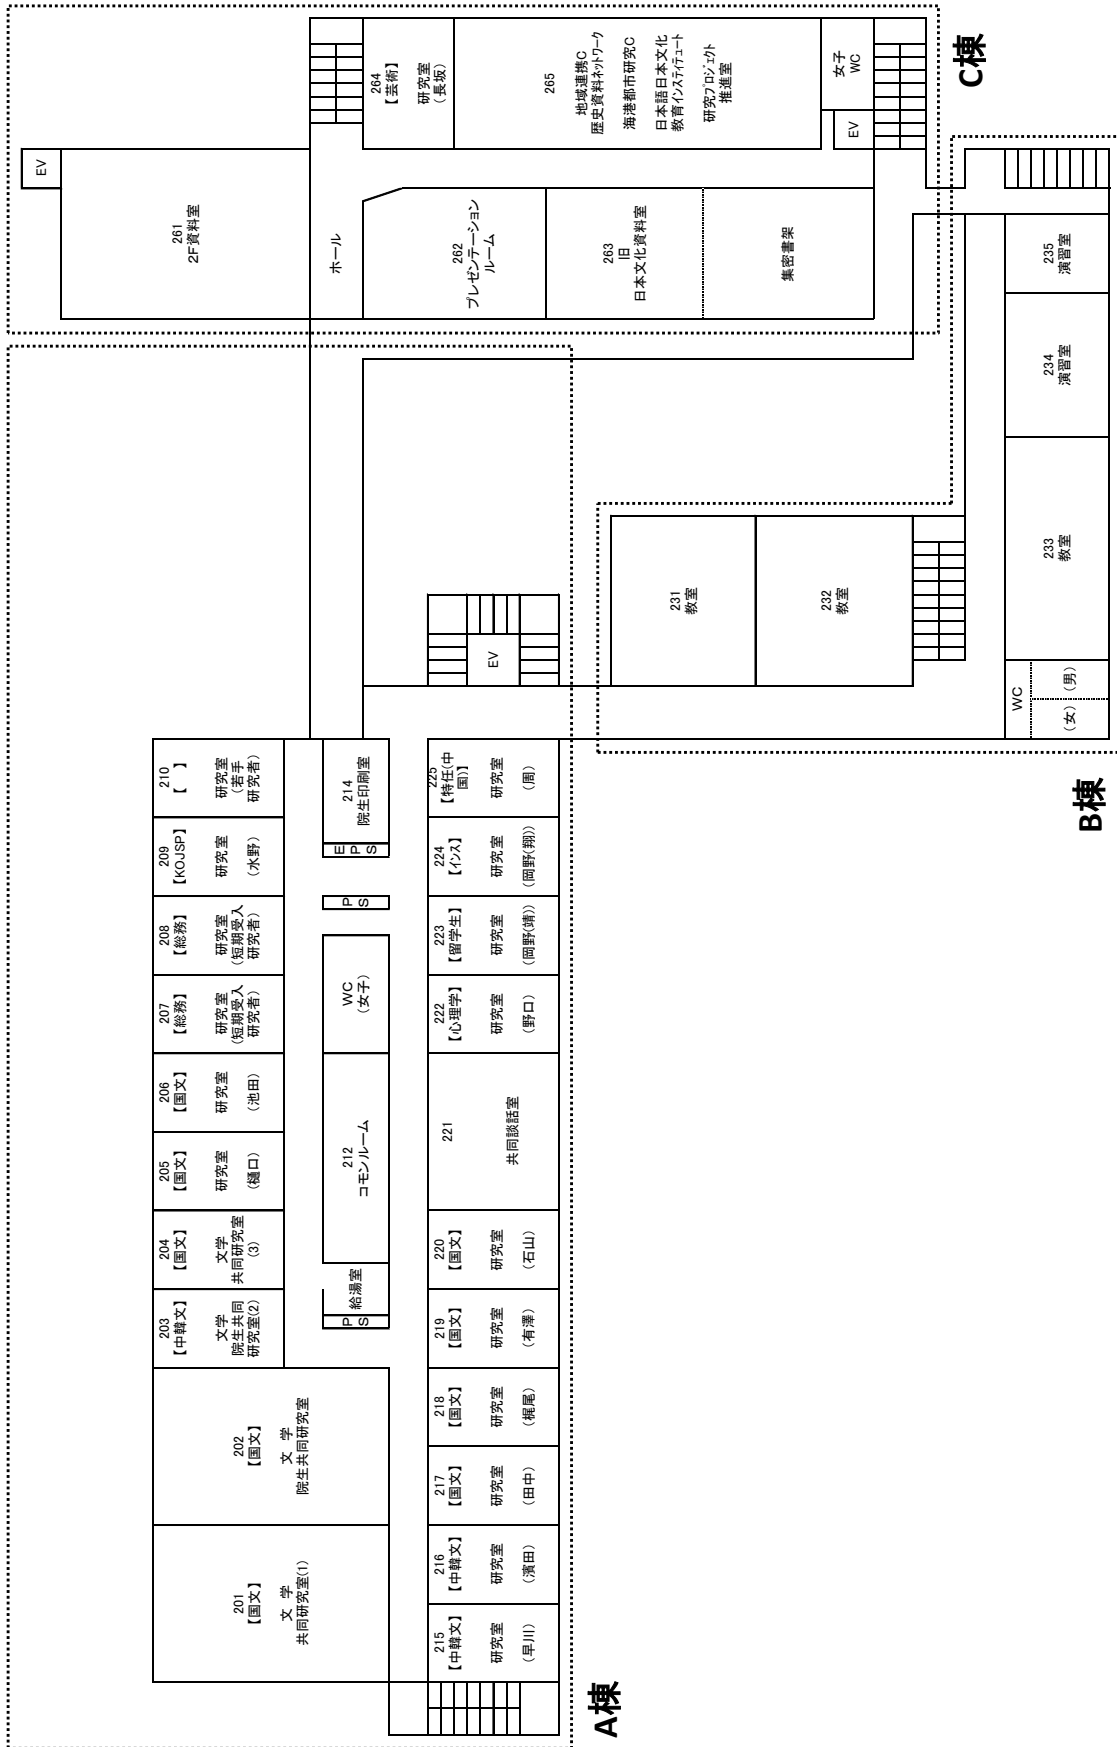 EV
261
2F資料室
ホール
262
プレゼンテーション
ルーム
263
旧
日本文化資料室
集密書架
264
【芸術】
研究室
(長坂)
265
地域連携C
歴史資料ネットワーク
海港都市研究C
日本語日本文化
教育インスティテュート
研究プロジェクト
推進室
女子
WC
EV
C棟
210
【　】
研究室
(若手
研究者)
209
【KOJSP】
研究室
(水野)
208
【総務】
研究室
(短期受入
研究者)
207
【総務】
研究室
(短期受入
研究者)
206
【国文】
研究室
(池田)
205
【国文】
研究室
(樋口)
204
【国文】
文学
共同研究室
(3)
203
【中韓文】
文学
院生共同
研究室(2)
202
【国文】
文 学
院生共同研究室
201
【国文】
文 学
共同研究室(1)
214
院生印刷室
E
P
S
P
S
WC
(女子)
212
コモンルーム
給湯室
P
S
EV
225
【特任(中
国)】
研究室
(周)
224
【インス】
研究室
(岡野(翔))
223
【留学生】
研究室
(岡野(靖))
222
【心理学】
研究室
(野口)
221
共同談話室
220
【国文】
研究室
(石山)
219
【国文】
研究室
(有澤)
218
【国文】
研究室
(梶尾)
217
【国文】
研究室
(田中)
216
【中韓文】
研究室
(濱田)
215
【中韓文】
研究室
(早川)
A棟
231
教室
232
教室
235
演習室
234
演習室
233
教室
WC
(女)
(男)
B棟